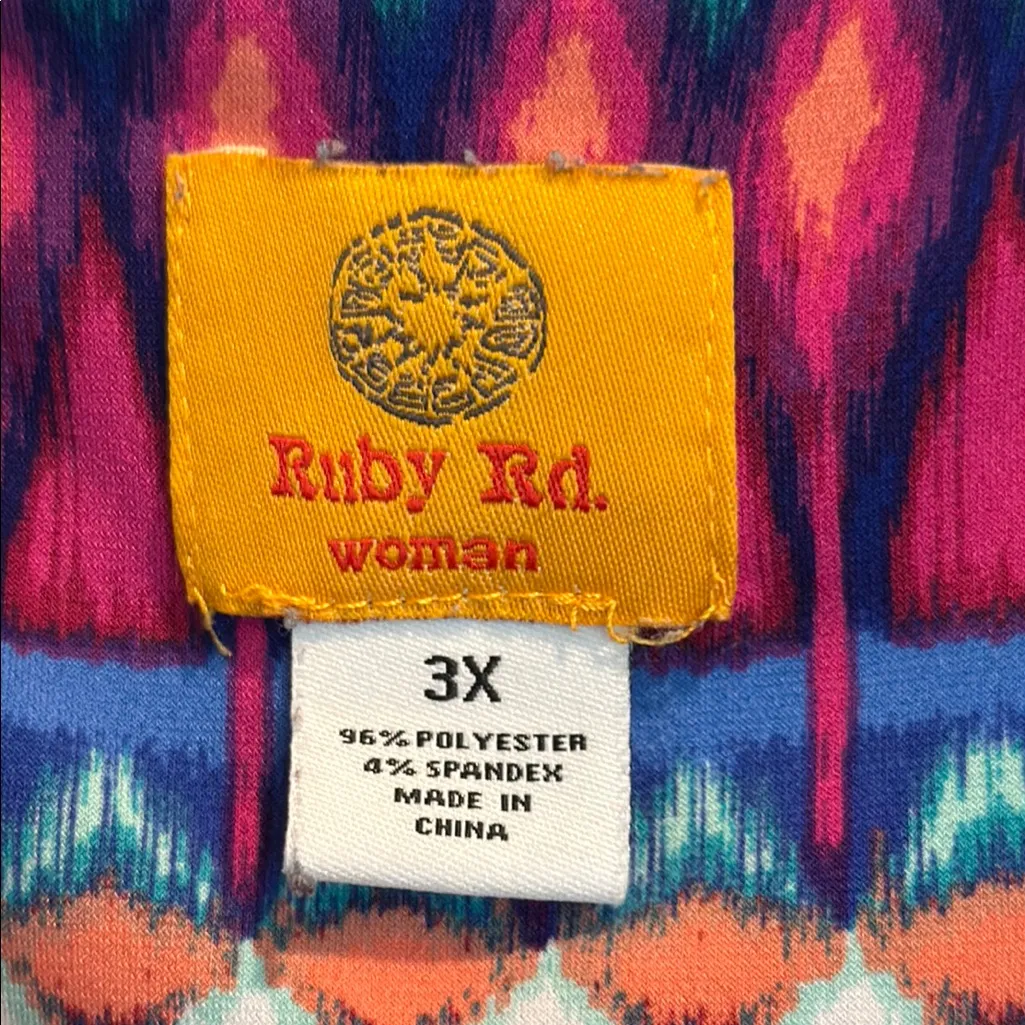 Ruby Rd.
woman
3X
96% POLYESTER
4% SPANDEX
MADE IN
CHINA